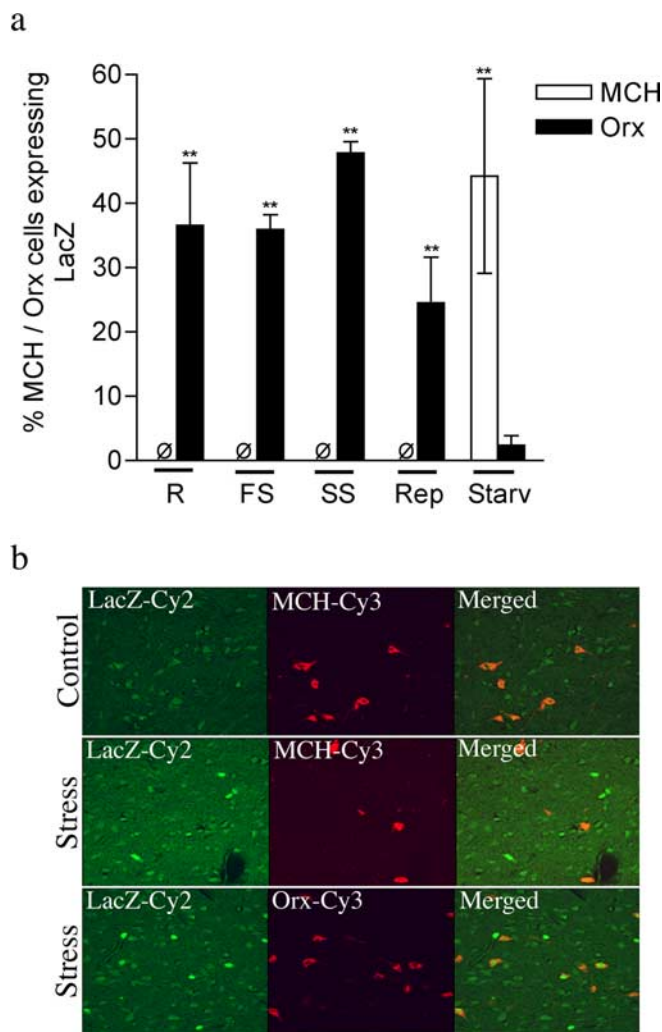 a
% MCH / Orx cells expressing
LacZ
60
50
40
30
20
10
0
**
**
**
**
**
Ø
Ø
Ø
Ø
R
FS
SS
Rep
Starv
MCH
Orx
b
Control
LacZ-Cy2
MCH-Cy3
Merged
Stress
LacZ-Cy2
MCH-Cy3
Merged
Stress
LacZ-Cy2
Orx-Cy3
Merged